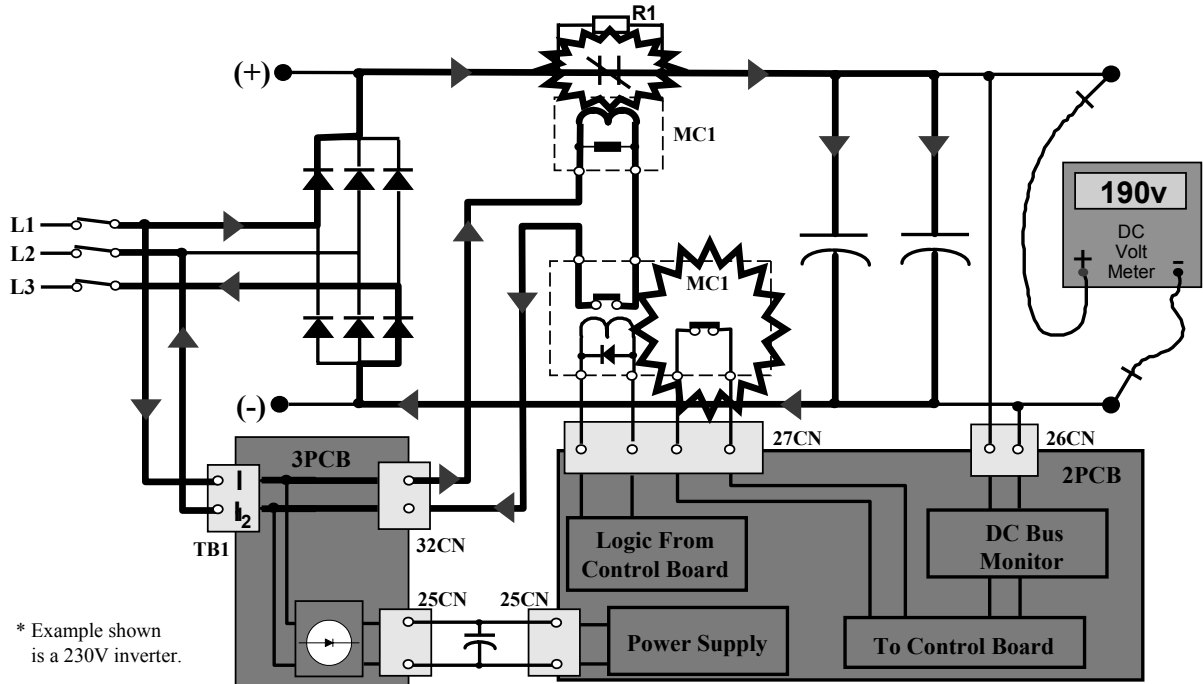 R1
(+)
MC1
190v
DC
Volt
Meter
+
-
L1
L2
L3
MC1
(-)
27CN
26CN
3PCB
2PCB
TB1
32CN
Logic From
Control Board
DC Bus
Monitor
25CN
25CN
Power Supply
To Control Board
* Example shown
is a 230V inverter.